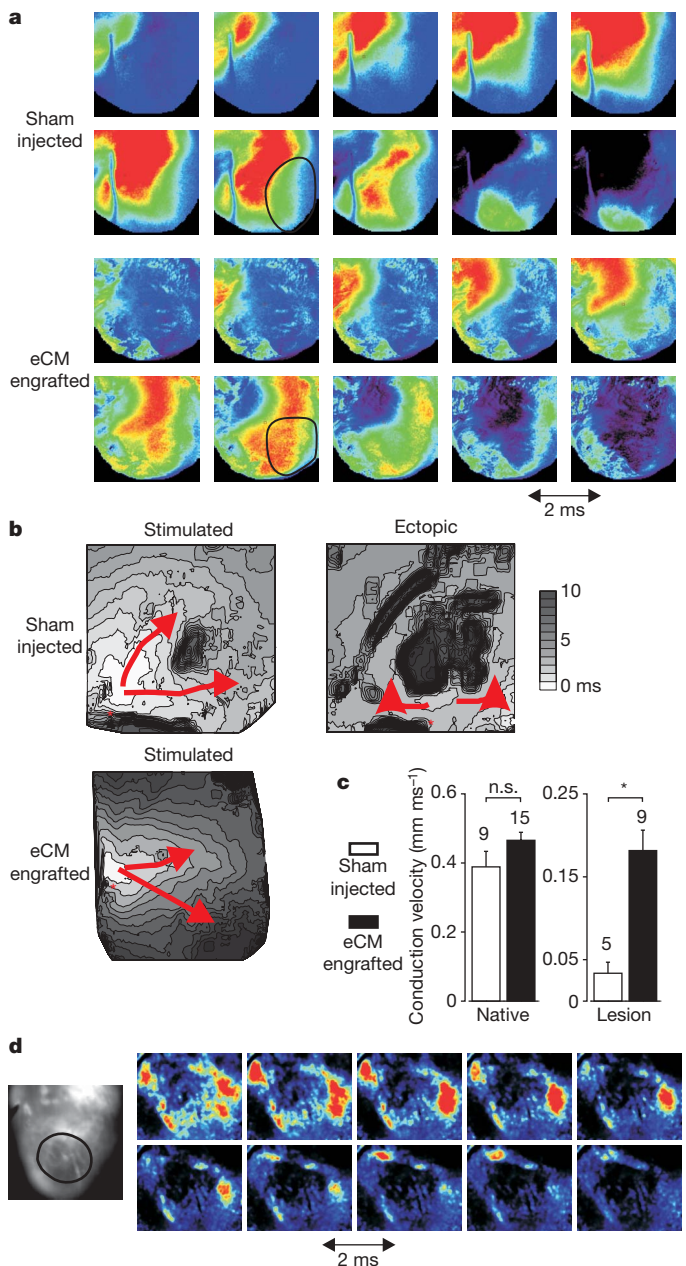 a
Sham
injected
eCM
engrafted
2 ms
b
Stimulated
Ectopic
Sham
injected
10
5
0 ms
Stimulated
eCM
engrafted
c
Sham
injected
eCM
engrafted
Conduction velocity (mm ms⁻¹)
0.6
0.4
0.2
0
n.s.
9
15
Native
0.25
0.15
0.05
0
*
5
9
Lesion
d
2 ms